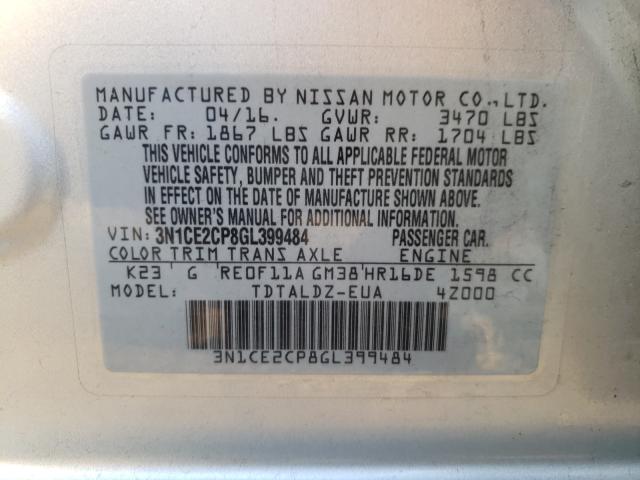 MANUFACTURED BY NISSAN MOTOR CO.,LTD.
DATE: 04/16. GVWR: 3470 LBS
GAWR FR: 1867 LBS GAWR RR: 1704 LBS
THIS VEHICLE CONFORMS TO ALL APPLICABLE FEDERAL MOTOR
VEHICLE SAFETY, BUMPER AND THEFT PREVENTION STANDARDS
IN EFFECT ON THE DATE OF MANUFACTURE SHOWN ABOVE.
SEE OWNER'S MANUAL FOR ADDITIONAL INFORMATION.
VIN: 3N1CE2CP8GL399484 PASSENGER CAR.
COLOR TRIM TRANS AXLE ENGINE
K23 G RE0F11A GM38 HR16DE 1598 CC
MODEL: TDTALDZ-EUA 4Z000
3N1CE2CP8GL399484